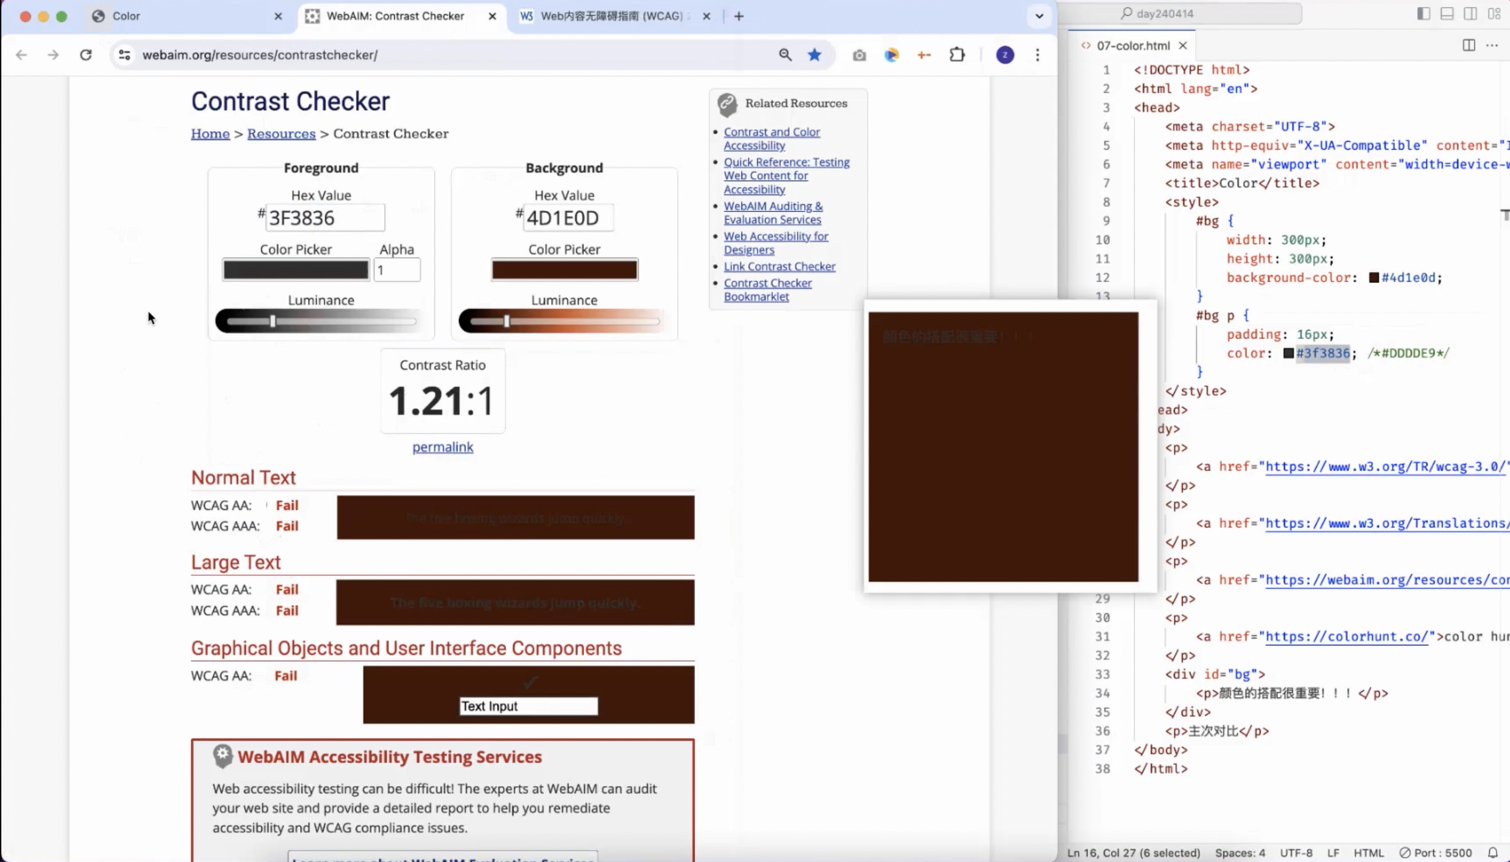 Color
WebAIM: Contrast Checker
Web内容无障碍指南 (WCAG) 2
webaim.org/resources/contrastchecker/
Z
Contrast Checker
Home > Resources > Contrast Checker
Foreground
Hex Value
#3F3836
Color Picker
Alpha
1
Luminance
Background
Hex Value
#4D1E0D
Color Picker
Luminance
Contrast Ratio
1.21:1
permalink
Normal Text
WCAG AA: Fail
WCAG AAA: Fail
The five boxing wizards jump quickly.
Large Text
WCAG AA: Fail
WCAG AAA: Fail
The five boxing wizards jump quickly.
Graphical Objects and User Interface Components
WCAG AA: Fail
✓
Text Input
WebAIM Accessibility Testing Services
Web accessibility testing can be difficult! The experts at WebAIM can audit
your web site and provide a detailed report to help you remediate
accessibility and WCAG compliance issues.
Learn more about WebAIM Evaluation Services
Related Resources
Contrast and Color
Accessibility
Quick Reference: Testing
Web Content for
Accessibility
WebAIM Auditing &
Evaluation Services
Web Accessibility for
Designers
Link Contrast Checker
Contrast Checker
Bookmarklet
颜色的搭配很重要！！！
day240414
07-color.html
1 <!DOCTYPE html>
2 <html lang="en">
3 <head>
4 <meta charset="UTF-8">
5 <meta http-equiv="X-UA-Compatible" content="I
6 <meta name="viewport" content="width=device-w
7 <title>Color</title>
8 <style>
9 #bg {
10 width: 300px;
11 height: 300px;
12 background-color: #4d1e0d;
13 }
#bg p {
padding: 16px;
color: #3f3836; /*#DDDDE9*/
}
</style>
ead>
dy>
<p>
<a href="https://www.w3.org/TR/wcag-3.0/"
</p>
<p>
<a href="https://www.w3.org/Translations/
</p>
<p>
<a href="https://webaim.org/resources/con
29 </p>
30 <p>
31 <a href="https://colorhunt.co/">color hun
32 </p>
33 <div id="bg">
34 <p>颜色的搭配很重要！！！</p>
35 </div>
36 <p>主次对比</p>
37 </body>
38 </html>
Ln 16, Col 27 (6 selected) Spaces: 4 UTF-8 LF HTML Port : 5500